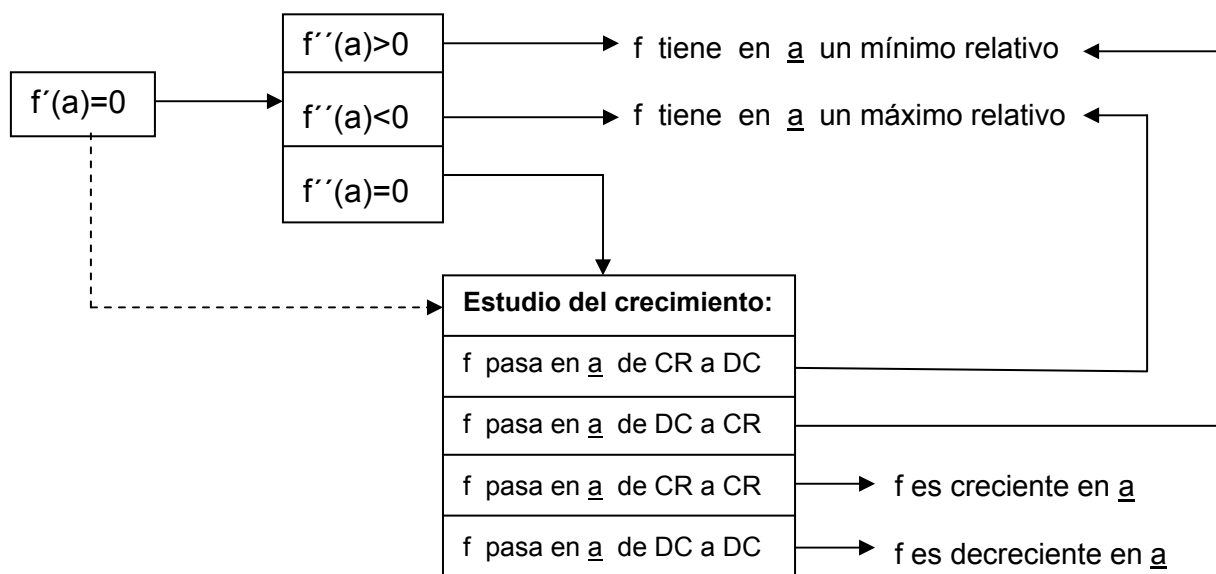 f´´(a)>0
f tiene en a un mínimo relativo
f´(a)=0
f´´(a)<0
f tiene en a un máximo relativo
f´´(a)=0
Estudio del crecimiento:
f pasa en a de CR a DC
f pasa en a de DC a CR
f pasa en a de CR a CR
f es creciente en a
f pasa en a de DC a DC
f es decreciente en a